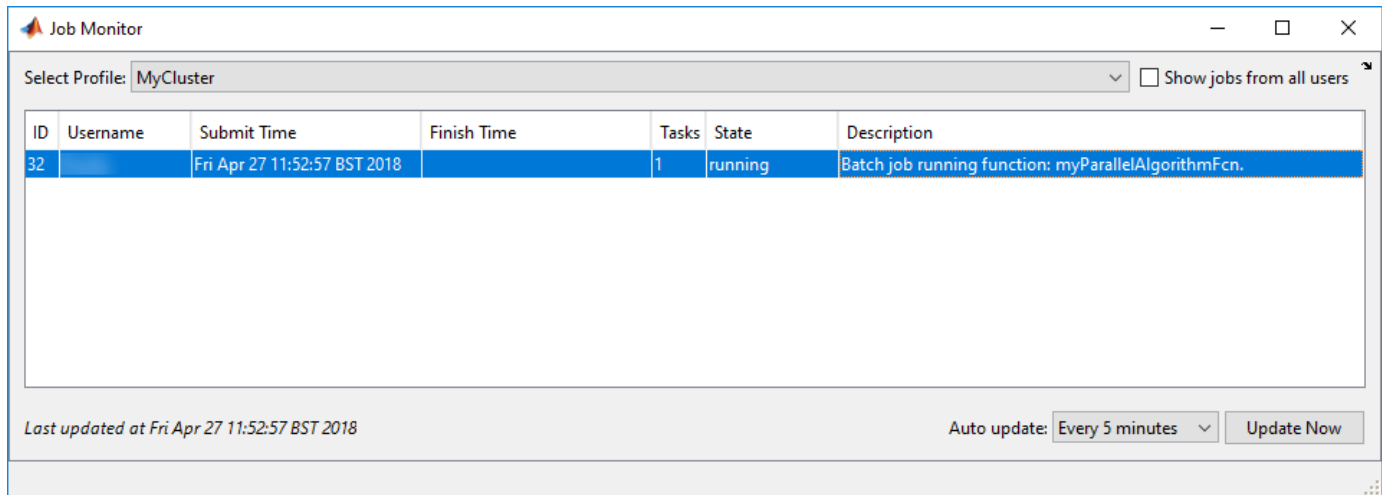 Job Monitor
Select Profile: MyCluster Show jobs from all users
ID Username Submit Time Finish Time Tasks State Description
32 Fri Apr 27 11:52:57 BST 2018 1 running Batch job running function: myParallelAlgorithmFcn.
Last updated at Fri Apr 27 11:52:57 BST 2018 Auto update: Every 5 minutes Update Now